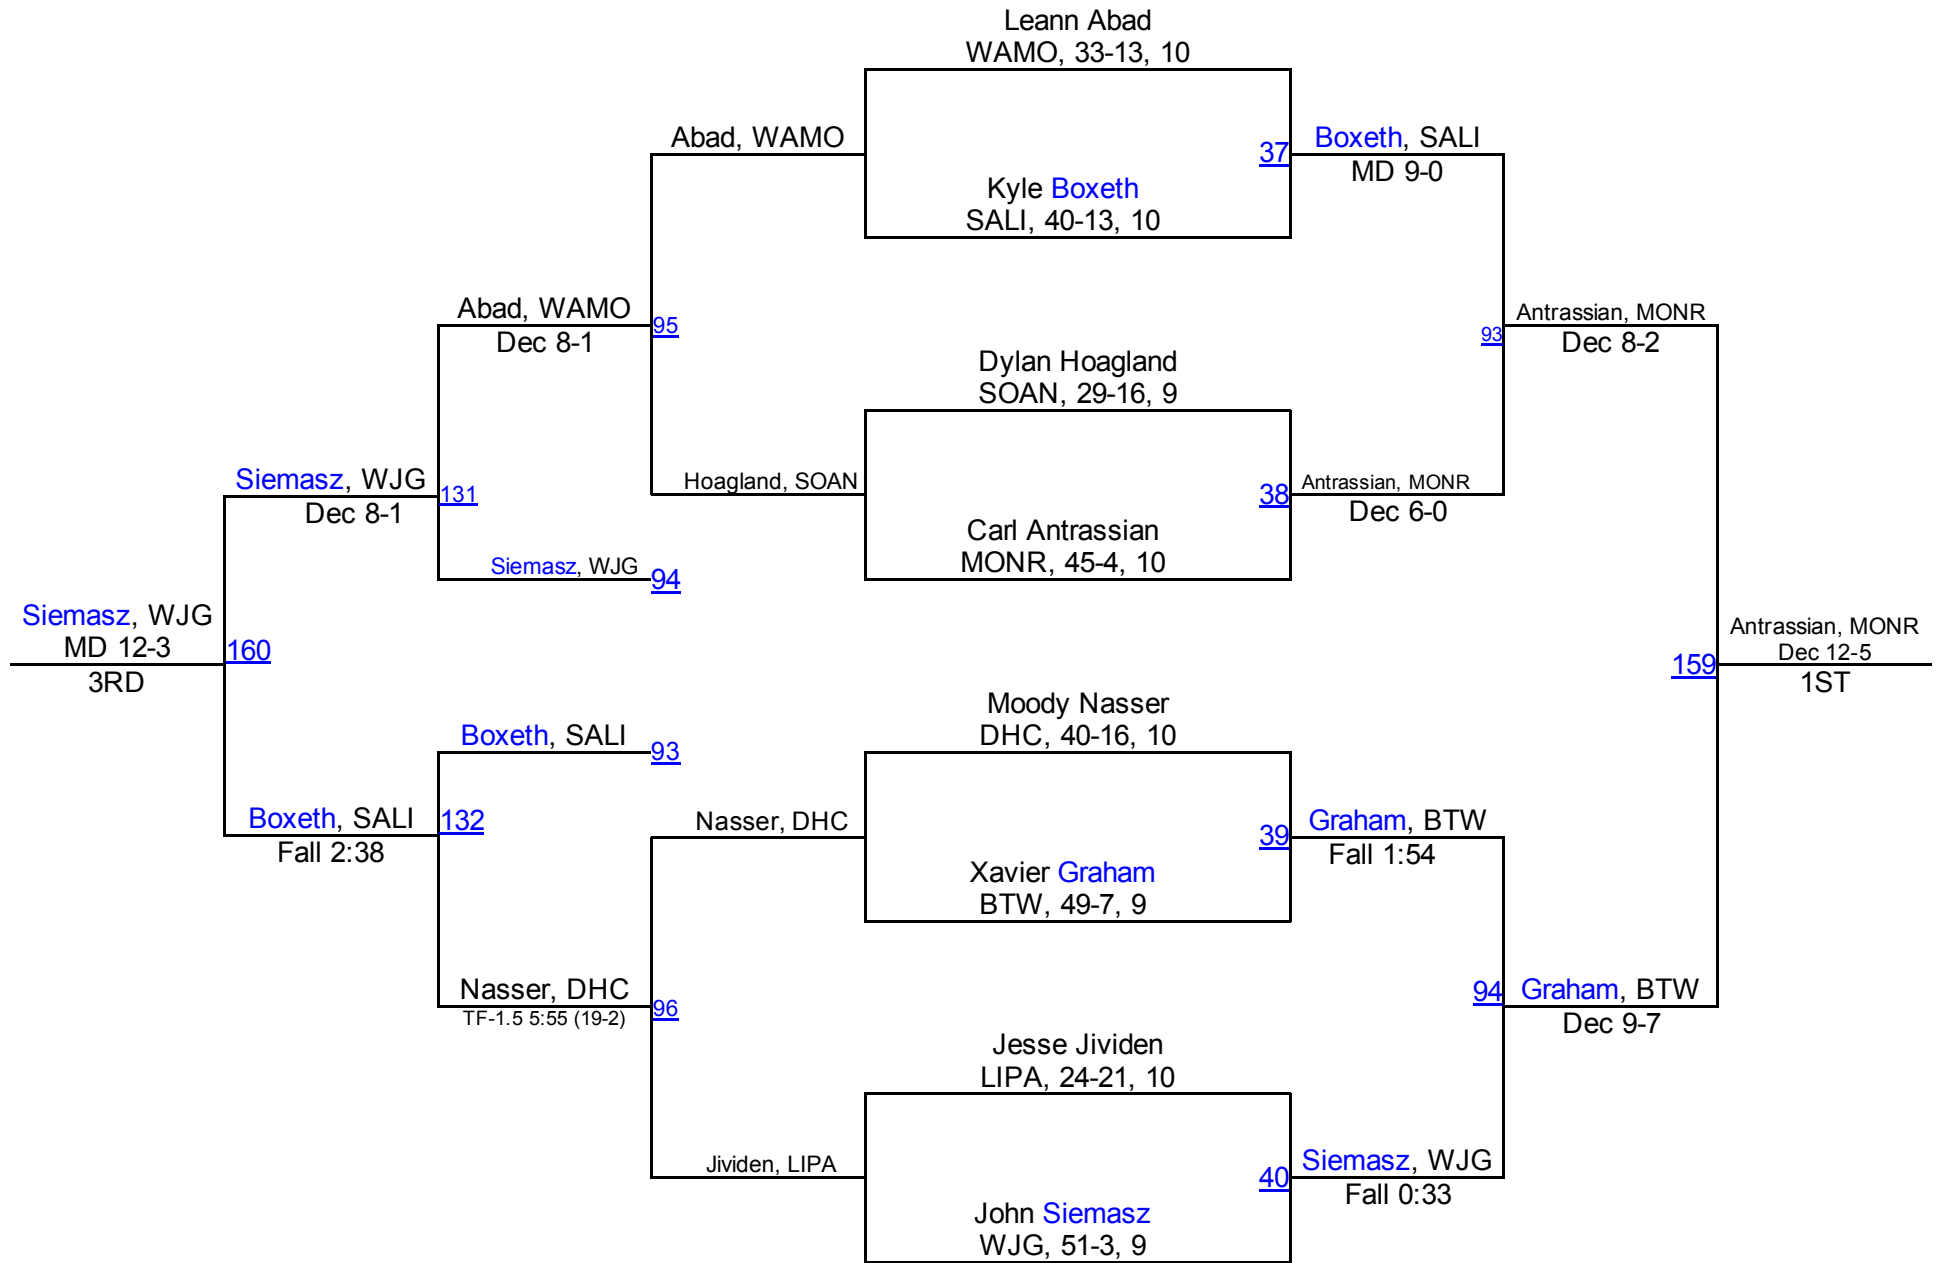 Leann Abad
WAMO, 33-13, 10
Abad, WAMO
37
Boxeth, SALI
MD 9-0
Kyle Boxeth
SALI, 40-13, 10
Abad, WAMO
Dec 8-1
95
93
Antrassian, MONR
Dec 8-2
Dylan Hoagland
SOAN, 29-16, 9
Siemasz, WJG
Dec 8-1
131
Hoagland, SOAN
38
Antrassian, MONR
Dec 6-0
Carl Antrassian
MONR, 45-4, 10
Siemasz, WJG
94
Siemasz, WJG
MD 12-3
3RD
160
159
Antrassian, MONR
Dec 12-5
1ST
Moody Nasser
DHC, 40-16, 10
Boxeth, SALI
93
Boxeth, SALI
Fall 2:38
132
Nasser, DHC
39
Graham, BTW
Fall 1:54
Xavier Graham
BTW, 49-7, 9
Nasser, DHC
TF-1.5 5:55 (19-2)
96
94
Graham, BTW
Dec 9-7
Jesse Jividen
LIPA, 24-21, 10
Jividen, LIPA
40
Siemasz, WJG
Fall 0:33
John Siemasz
WJG, 51-3, 9